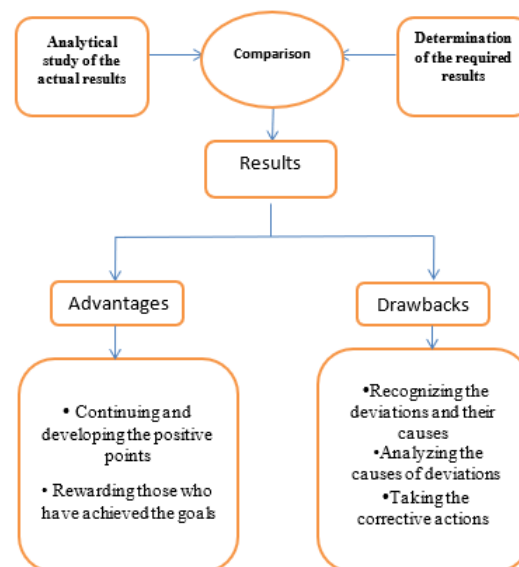 Analytical
study of the
actual results
Comparison
Determination
of the required
results
Results
Advantages
Drawbacks
• Continuing and
developing the positive
points
• Rewarding those who
have achieved the goals
•Recognizing the
deviations and their
causes
•Analyzing the
causes of deviations
•Taking the
corrective actions